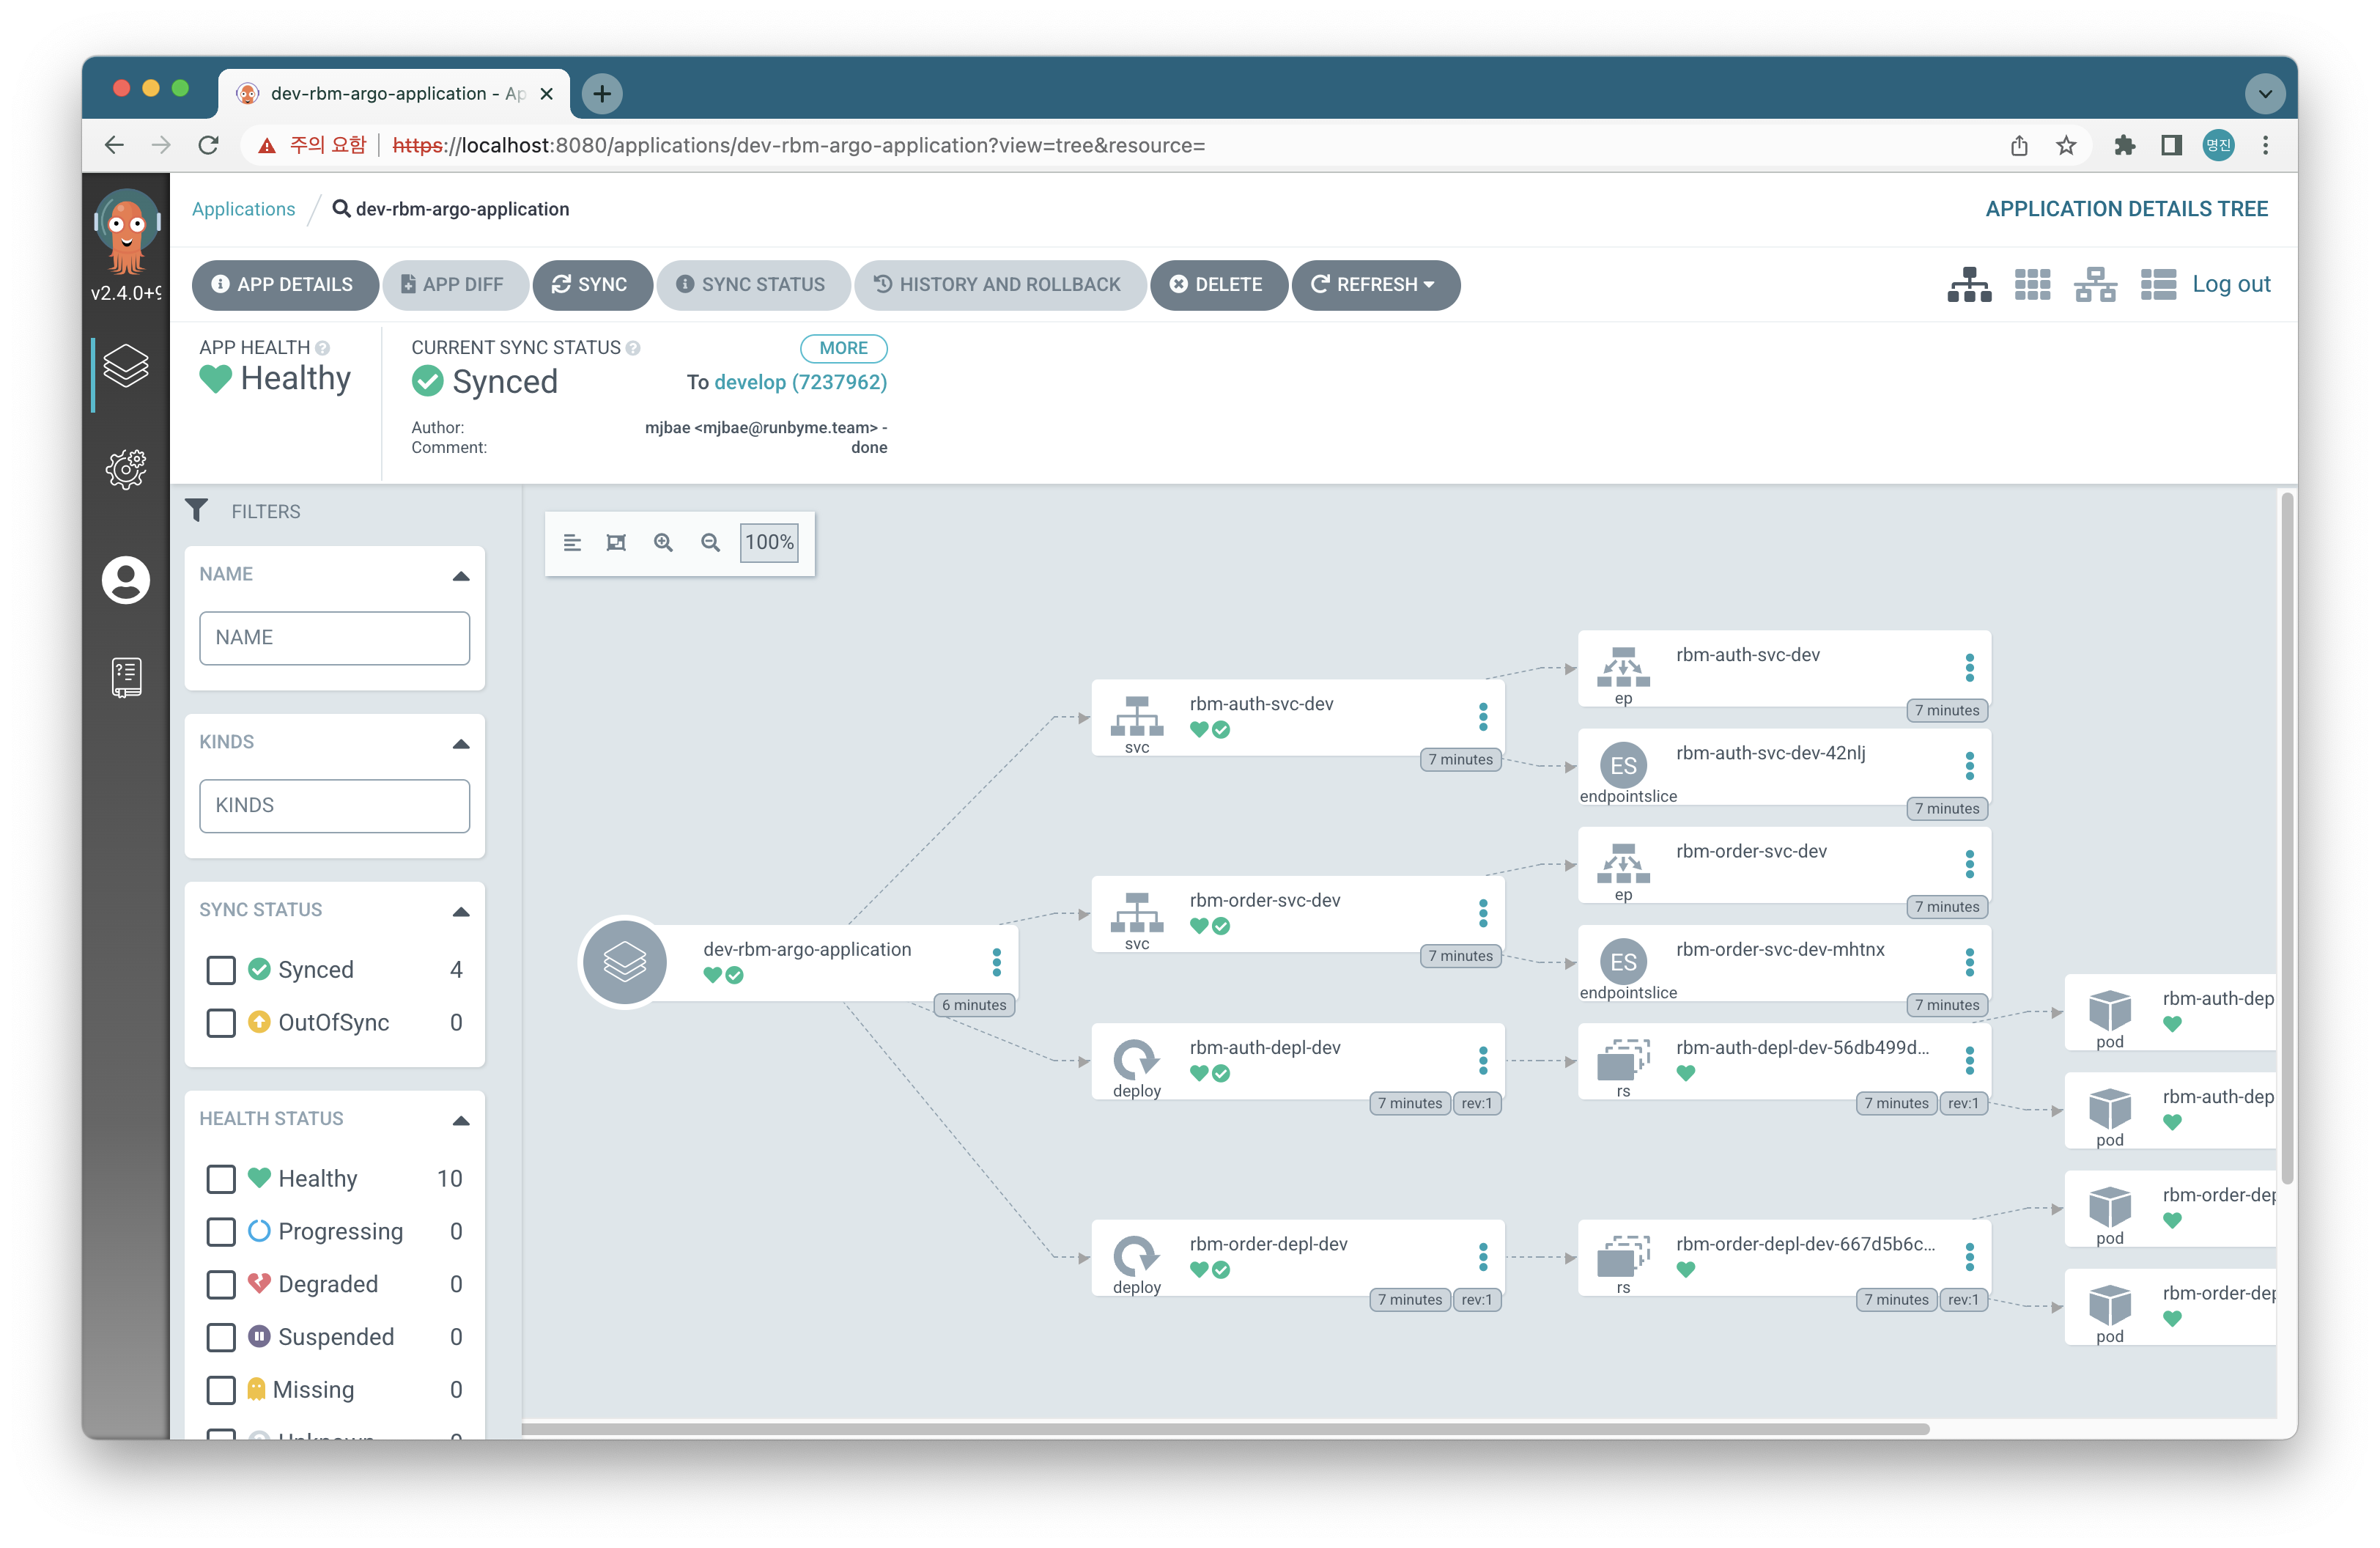 dev-rbm-argo-application - Ap
주의 요함 https://localhost:8080/applications/dev-rbm-argo-application?view=tree&resource=
명진
v2.4.0+9
Applications / dev-rbm-argo-application
APPLICATION DETAILS TREE
APP DETAILS
APP DIFF
SYNC
SYNC STATUS
HISTORY AND ROLLBACK
DELETE
REFRESH
Log out
APP HEALTH
Healthy
CURRENT SYNC STATUS
MORE
Synced
To develop (7237962)
Author: mjbae <mjbae@runbyme.team> -
Comment: done
FILTERS
NAME
NAME
KINDS
KINDS
SYNC STATUS
Synced 4
OutOfSync 0
HEALTH STATUS
Healthy 10
Progressing 0
Degraded 0
Suspended 0
Missing 0
Unknown 0
100%
dev-rbm-argo-application
6 minutes
svc
rbm-auth-svc-dev
7 minutes
svc
rbm-order-svc-dev
7 minutes
deploy
rbm-auth-depl-dev
7 minutes rev:1
deploy
rbm-order-depl-dev
7 minutes rev:1
ep
rbm-auth-svc-dev
7 minutes
ES
endpointslice
rbm-auth-svc-dev-42nlj
7 minutes
ep
rbm-order-svc-dev
7 minutes
ES
endpointslice
rbm-order-svc-dev-mhtnx
7 minutes
rs
rbm-auth-depl-dev-56db499d...
7 minutes rev:1
rs
rbm-order-depl-dev-667d5b6c...
7 minutes rev:1
pod
rbm-auth-dep
pod
rbm-auth-dep
pod
rbm-order-dep
pod
rbm-order-dep